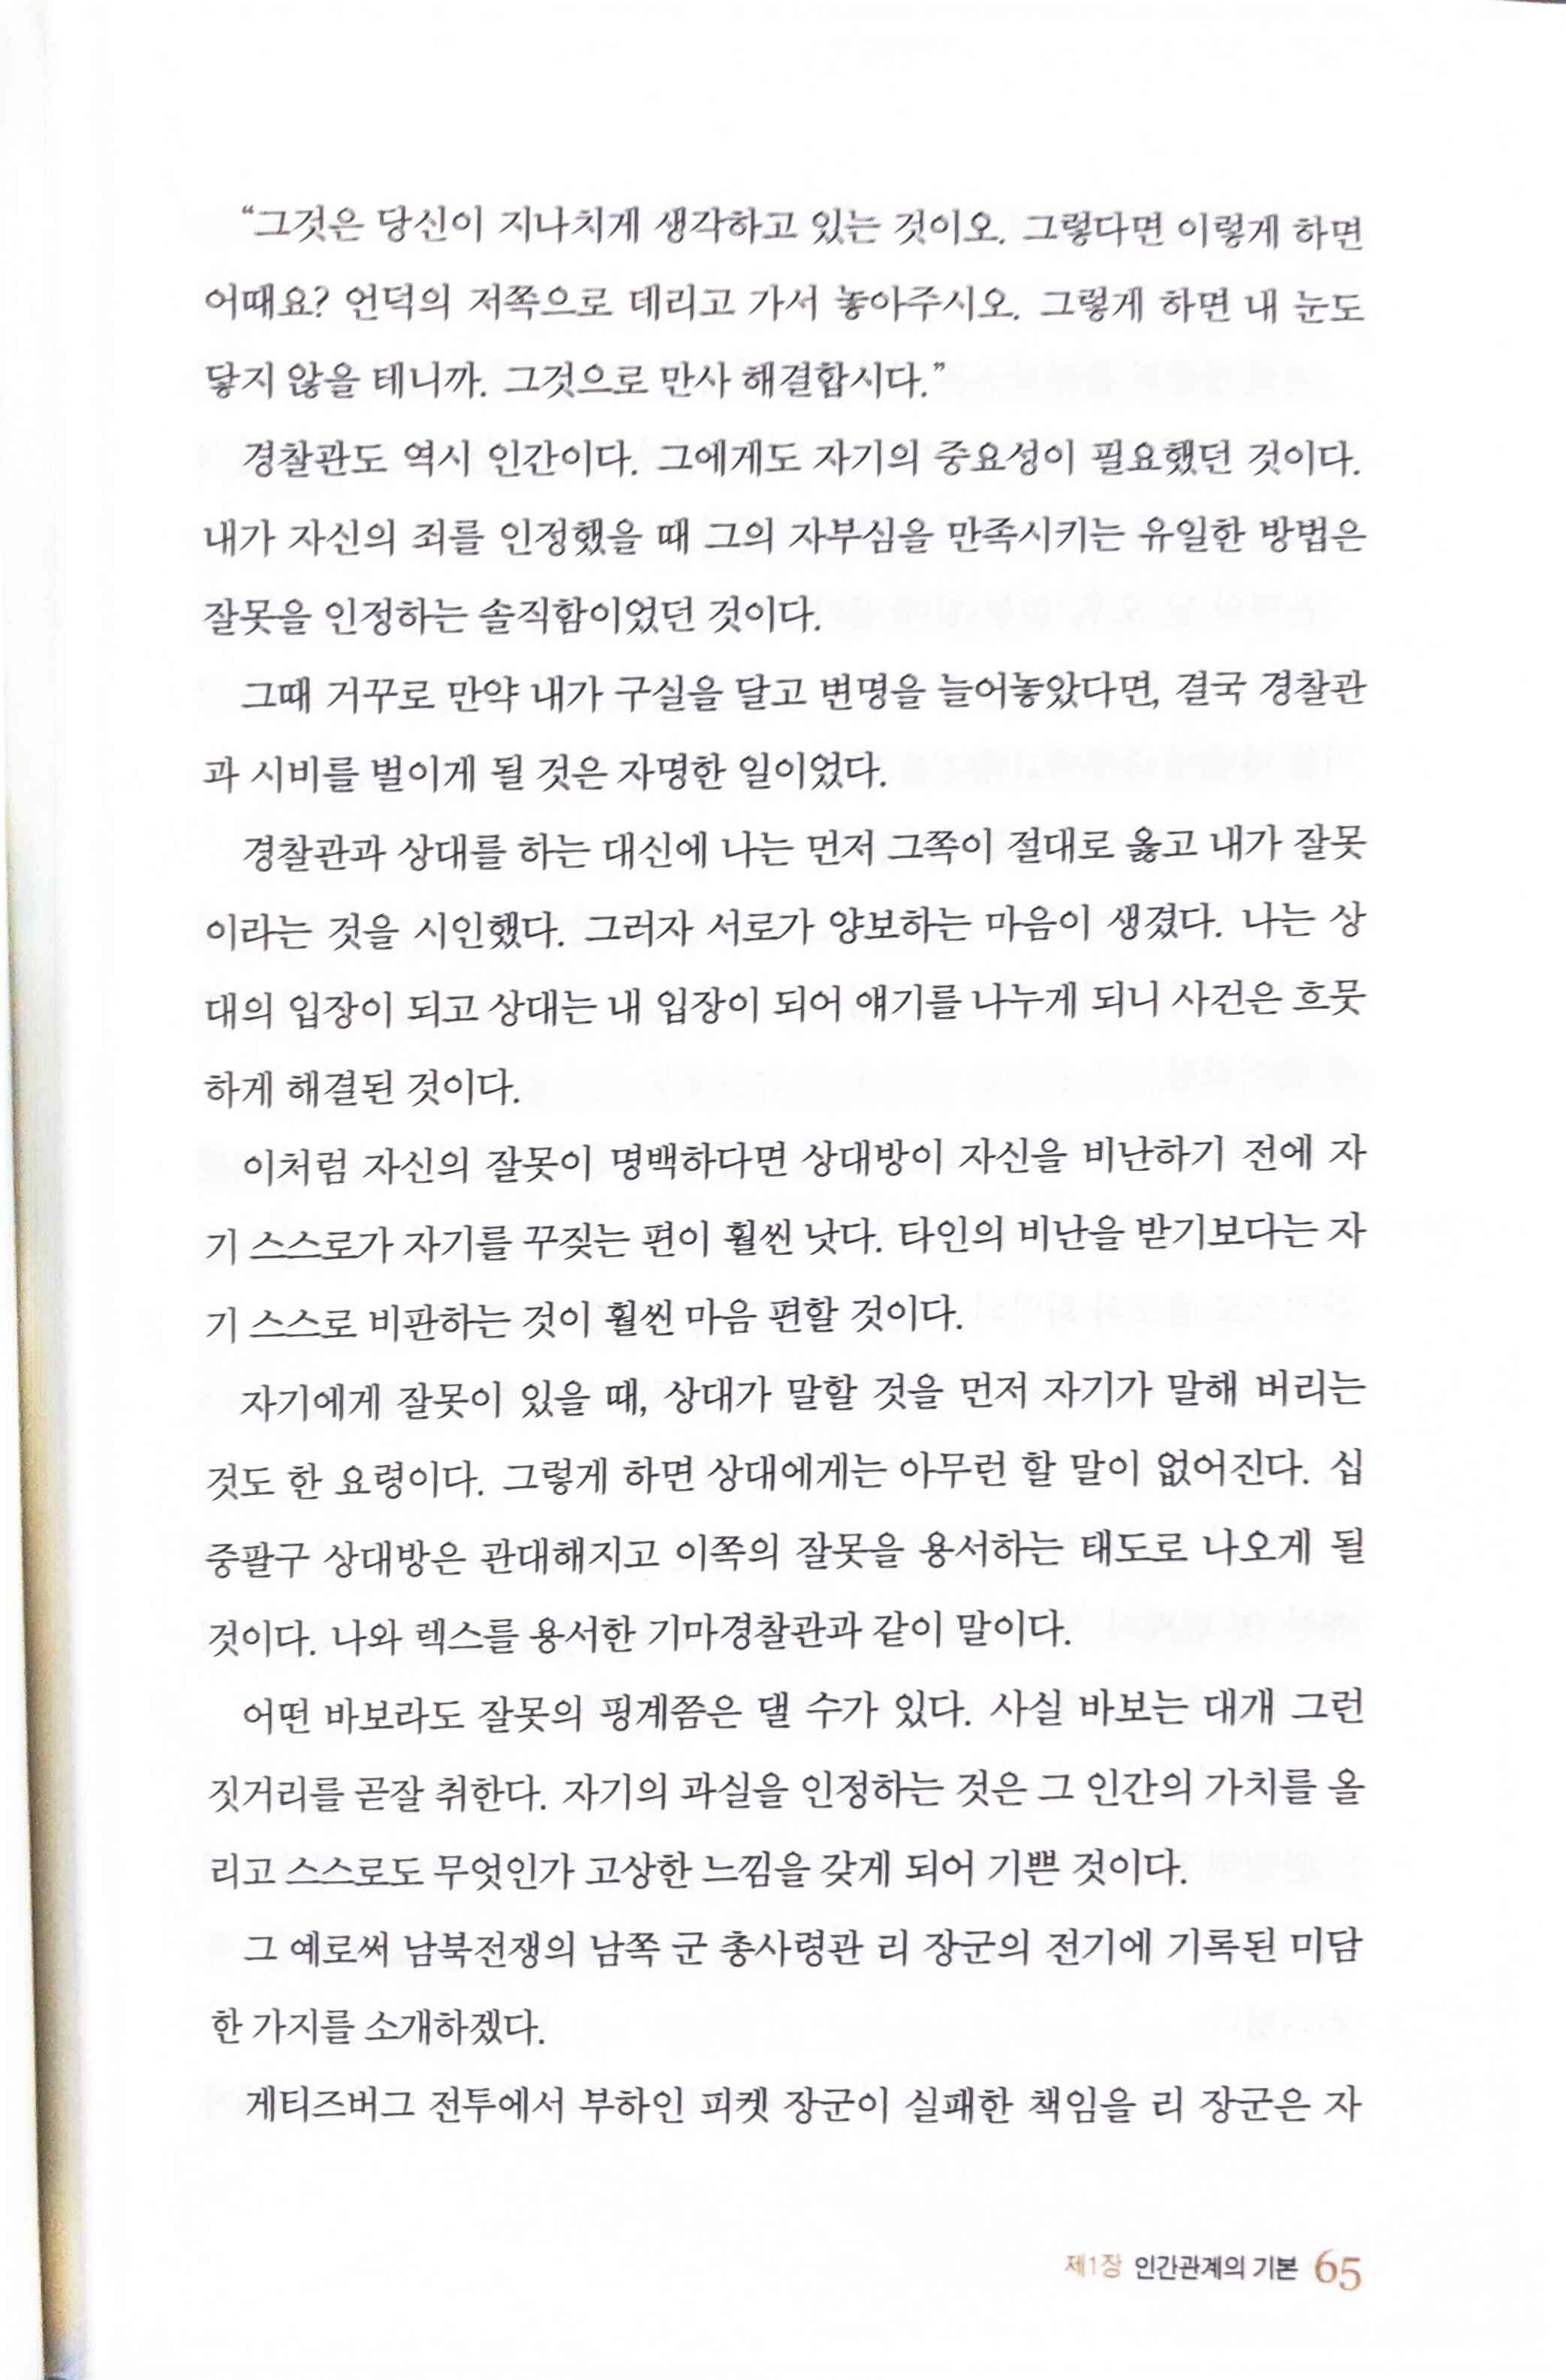 “그것은 당신이 지나치게 생각하고 있는 것이오. 그렇다면 이렇게 하면
어때요? 언덕의 저쪽으로 데리고 가서 놓아주시오. 그렇게 하면 내 눈도
닿지 않을 테니까. 그것으로 만사 해결합시다.”
경찰관도 역시 인간이다. 그에게도 자기의 중요성이 필요했던 것이다.
내가 자신의 죄를 인정했을 때 그의 자부심을 만족시키는 유일한 방법은
잘못을 인정하는 솔직함이었던 것이다.
그때 거꾸로 만약 내가 구실을 달고 변명을 늘어놓았다면, 결국 경찰관
과 시비를 벌이게 될 것은 자명한 일이었다.
경찰관과 상대를 하는 대신에 나는 먼저 그쪽이 절대로 옳고 내가 잘못
이라는 것을 시인했다. 그러자 서로가 양보하는 마음이 생겼다. 나는 상
대의 입장이 되고 상대는 내 입장이 되어 얘기를 나누게 되니 사건은 흐뭇
하게 해결된 것이다.
이처럼 자신의 잘못이 명백하다면 상대방이 자신을 비난하기 전에 자
기 스스로가 자기를 꾸짖는 편이 훨씬 낫다. 타인의 비난을 받기보다는 자
기 스스로 비판하는 것이 훨씬 마음 편할 것이다.
자기에게 잘못이 있을 때, 상대가 말할 것을 먼저 자기가 말해 버리는
것도 한 요령이다. 그렇게 하면 상대에게는 아무런 할 말이 없어진다. 십
중팔구 상대방은 관대해지고 이쪽의 잘못을 용서하는 태도로 나오게 될
것이다. 나와 렉스를 용서한 기마경찰관과 같이 말이다.
어떤 바보라도 잘못의 핑계쯤은 댈 수가 있다. 사실 바보는 대개 그런
짓거리를 곧잘 취한다. 자기의 과실을 인정하는 것은 그 인간의 가치를 올
리고 스스로도 무엇인가 고상한 느낌을 갖게 되어 기쁜 것이다.
그 예로써 남북전쟁의 남쪽 군 총사령관 리 장군의 전기에 기록된 미담
한 가지를 소개하겠다.
게티즈버그 전투에서 부하인 피켓 장군이 실패한 책임을 리 장군은 자
제1장 인간관계의 기본 65